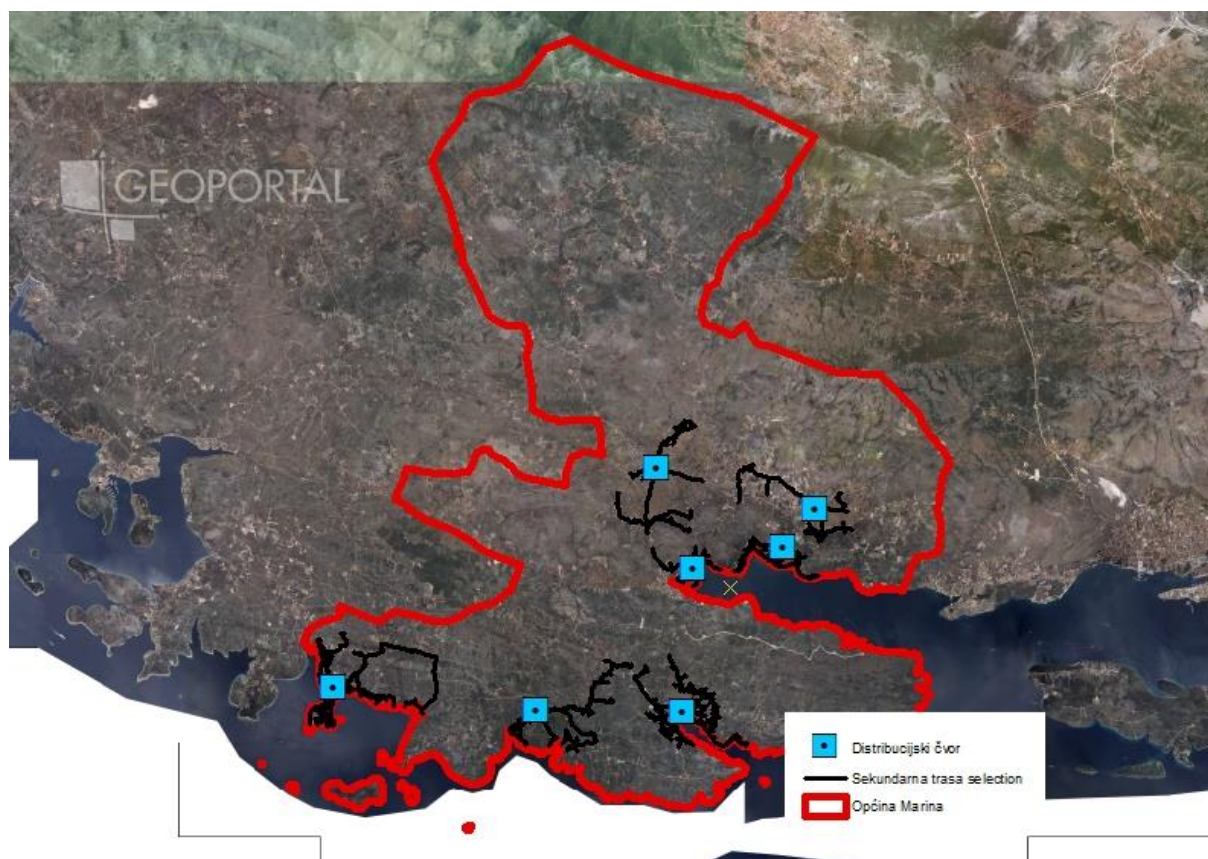 GEOPORTAL
Distribucijski čvor
Sekundarna trasa selection
Općina Marina